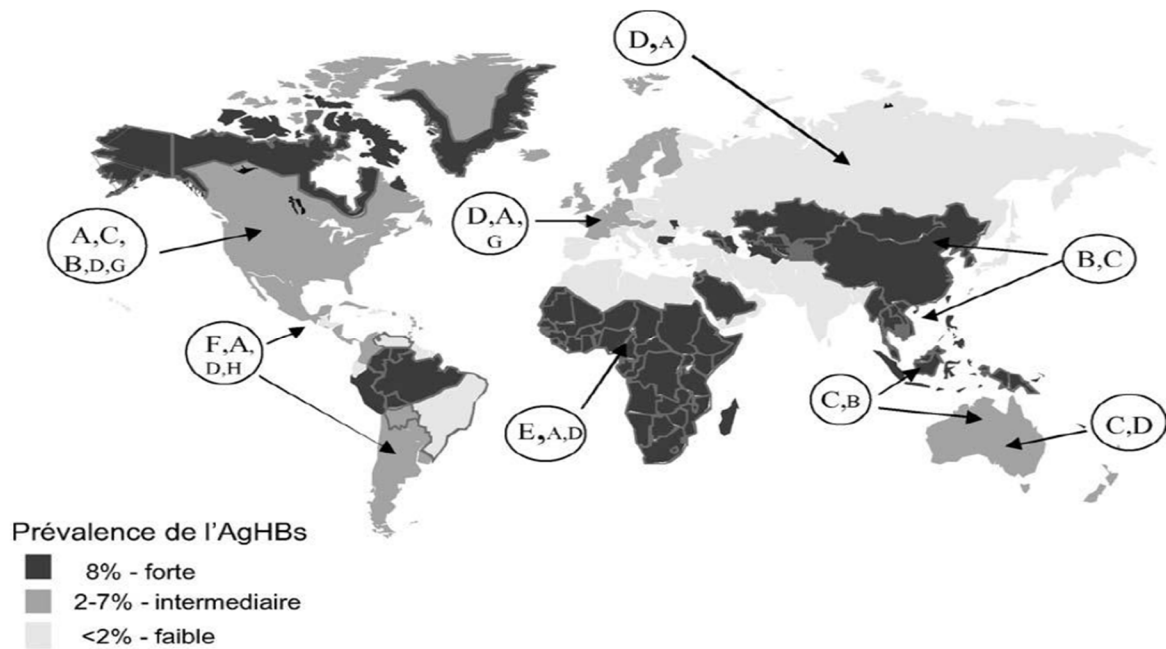 D,A
D,A,
G
A,C,
B,D,G
B,C
F,A,
D,H
E,A,D
C,B
C,D
Prévalence de l'AgHBs
8% - forte
2-7% - intermediaire
<2% - faible